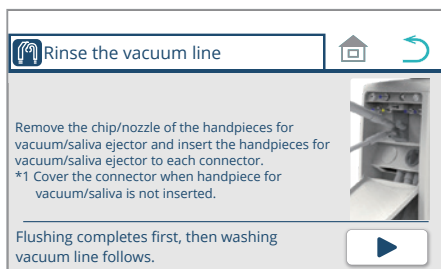 Rinse the vacuum line
Remove the chip/nozzle of the handpieces for
vacuum/saliva ejector and insert the handpieces for
vacuum/saliva ejector to each connector.
*1 Cover the connector when handpiece for
vacuum/saliva is not inserted.
Flushing completes first, then washing
vacuum line follows.